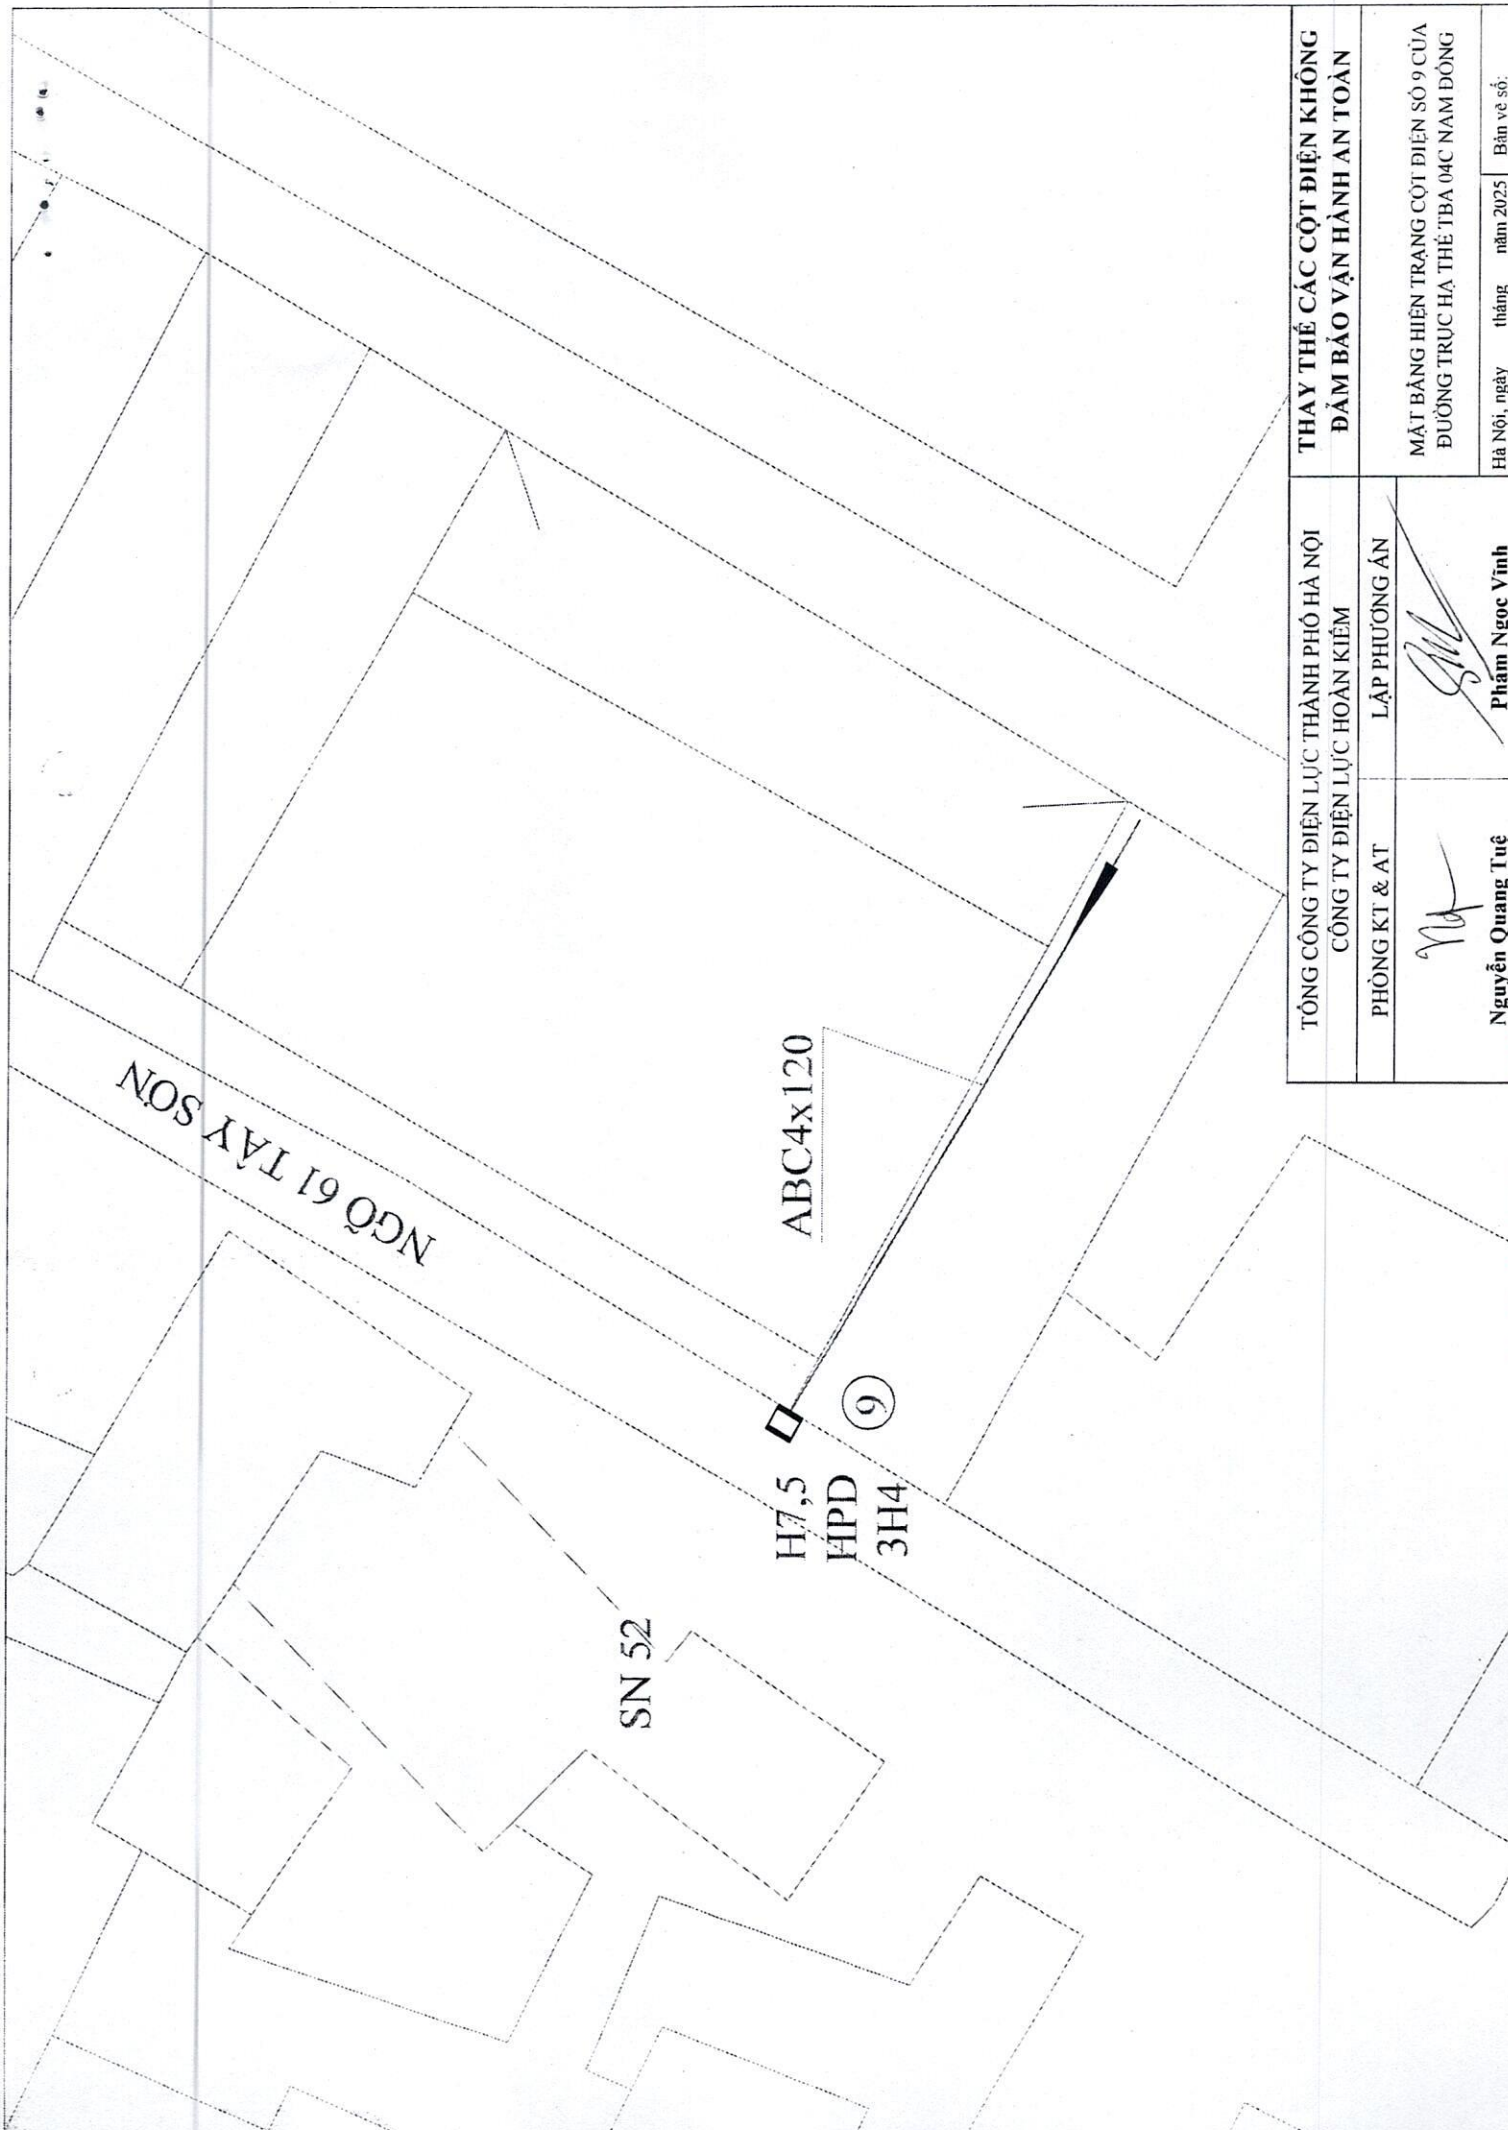 NGÕ 61 TÂY SƠN
ABC4x120
9
H7,5
HPD
3H4
SN 52
TỔNG CÔNG TY ĐIỆN LỰC THÀNH PHỐ HÀ NỘI
CÔNG TY ĐIỆN LỰC HOÀN KIẾM
PHÒNG KT & AT
LẬP PHƯƠNG ÁN
Nguyễn Quang Tuệ
Phạm Ngọc Vĩnh
THAY THẾ CÁC CỘT ĐIỆN KHÔNG
ĐẢM BẢO VẬN HÀNH AN TOÀN
MẶT BẰNG HIỆN TRẠNG CỘT ĐIỆN SỐ 9 CỦA
ĐƯỜNG TRỤC HẠ THẾ TBA 04C NAM ĐỒNG
Hà Nội, ngày tháng năm 2025
Bản vẽ số: